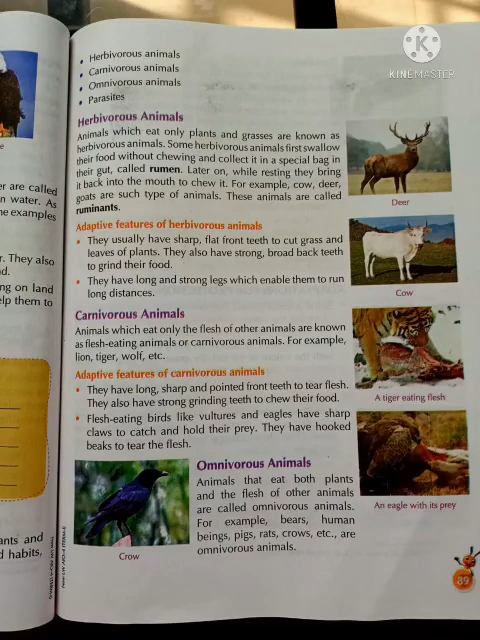 KINEMASTER
• Herbivorous animals
• Carnivorous animals
• Omnivorous animals
• Parasites
Herbivorous Animals
Animals which eat only plants and grasses are known as
herbivorous animals. Some herbivorous animals first swallow
their food without chewing and collect it in a special bag in
their gut, called rumen. Later on, while resting they bring
it back into the mouth to chew it. For example, cow, deer,
goats are such type of animals. These animals are called
ruminants.
Deer
Adaptive features of herbivorous animals
• They usually have sharp, flat front teeth to cut grass and
leaves of plants. They also have strong, broad back teeth
to grind their food.
• They have long and strong legs which enable them to run
long distances.
Cow
Carnivorous Animals
Animals which eat only the flesh of other animals are known
as flesh-eating animals or carnivorous animals. For example,
lion, tiger, wolf, etc.
Adaptive features of carnivorous animals
• They have long, sharp and pointed front teeth to tear flesh.
They also have strong grinding teeth to chew their food.
• Flesh-eating birds like vultures and eagles have sharp
claws to catch and hold their prey. They have hooked
beaks to tear the flesh.
A tiger eating flesh
An eagle with its prey
Omnivorous Animals
Animals that eat both plants
and the flesh of other animals
are called omnivorous animals.
For example, bears, human
beings, pigs, rats, crows, etc., are
omnivorous animals.
Crow
89
er are called
n water. As
ne examples
r. They also
d.
ng on land
elp them to
ants and
d habits,